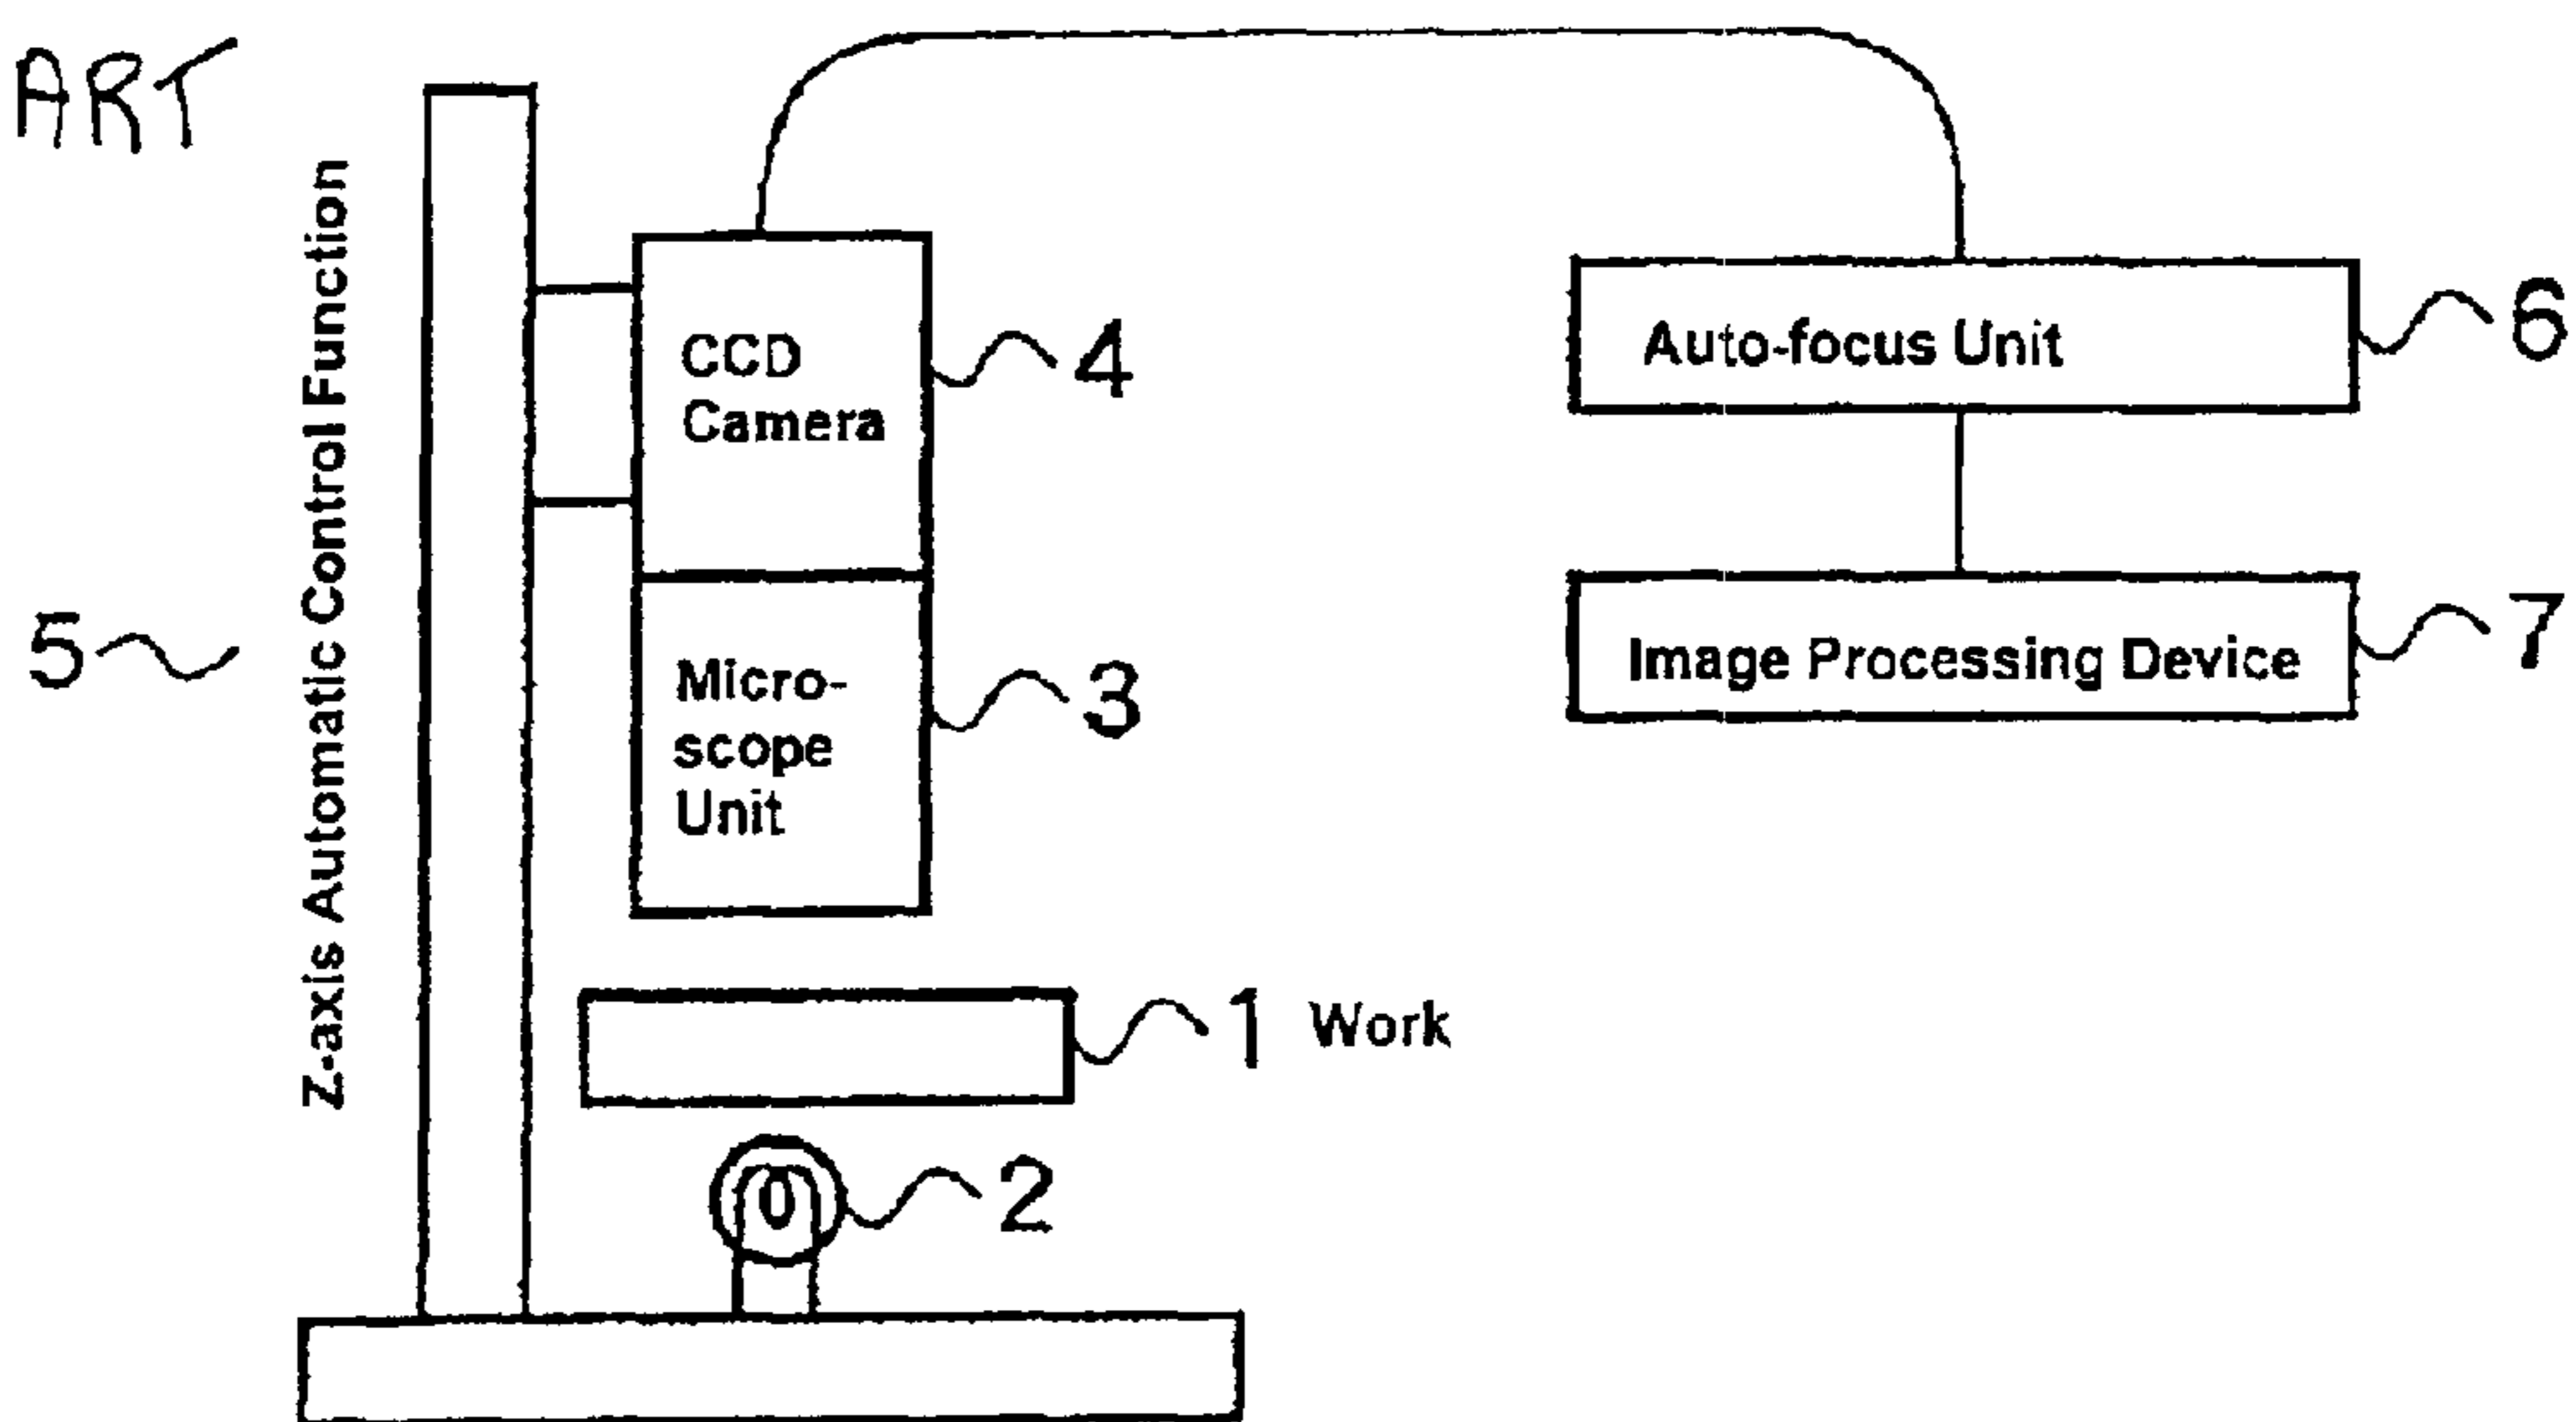 ART
Z-axis Automatic Control Function
5
CCD
Camera
4
Micro-
scope
Unit
3
1 Work
2
Auto-focus Unit
6
Image Processing Device
7